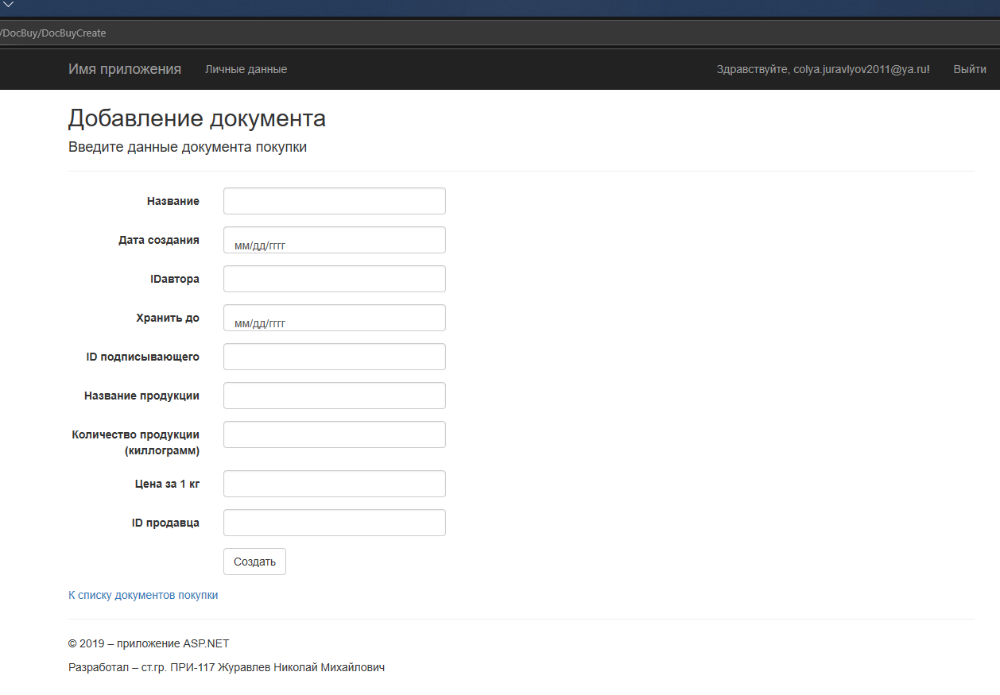 /DocBuy/DocBuyCreate
Имя приложения Личные данные Здравствуйте, colya.juravlyov2011@ya.ru! Выйти
Добавление документа
Введите данные документа покупки
Название
Дата создания мм/дд/гггг
IDавтора
Хранить до мм/дд/гггг
ID подписывающего
Название продукции
Количество продукции
(киллограмм)
Цена за 1 кг
ID продавца
Создать
К списку документов покупки
© 2019 – приложение ASP.NET
Разработал – ст.гр. ПРИ-117 Журавлев Николай Михайлович